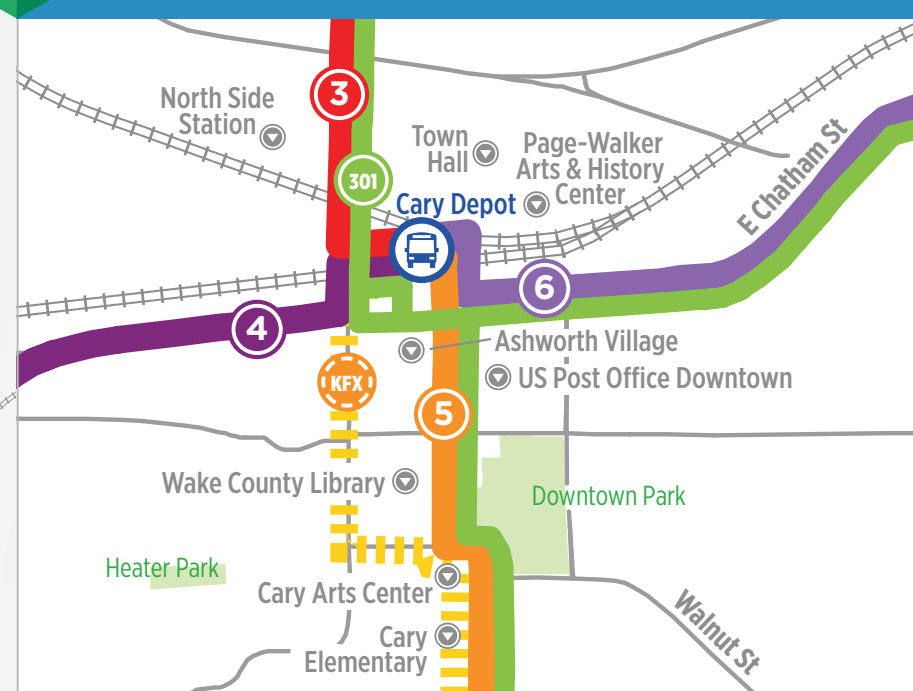 3
North Side
Station
Town
Hall
Page-Walker
Arts & History
Center
301
Cary Depot
E Chatham St
6
4
Ashworth Village
KFX
US Post Office Downtown
5
Wake County Library
Downtown Park
Heater Park
Cary Arts Center
Cary
Elementary
Walnut St